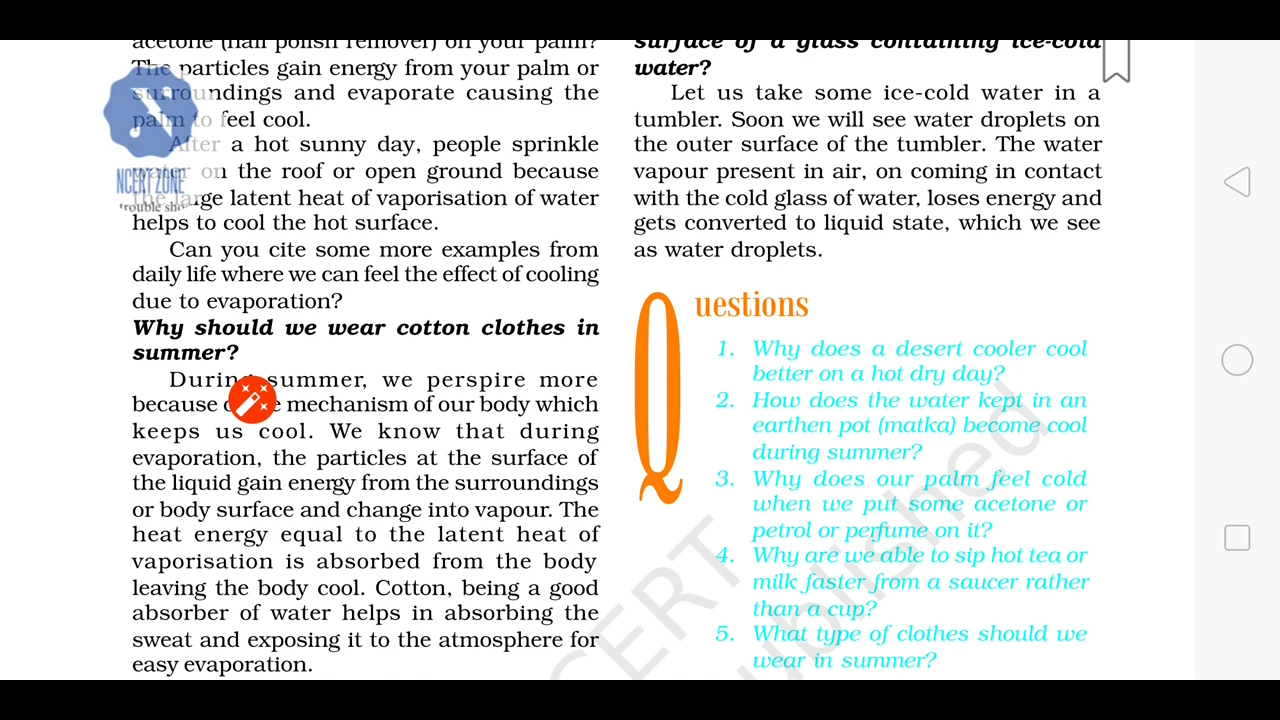 acetone (nail polish remover) on your palm?
The particles gain energy from your palm or
surroundings and evaporate causing the
palm to feel cool.
After a hot sunny day, people sprinkle
water on the roof or open ground because
the large latent heat of vaporisation of water
helps to cool the hot surface.
Can you cite some more examples from
daily life where we can feel the effect of cooling
due to evaporation?
Why should we wear cotton clothes in
summer?
During summer, we perspire more
because of the mechanism of our body which
keeps us cool. We know that during
evaporation, the particles at the surface of
the liquid gain energy from the surroundings
or body surface and change into vapour. The
heat energy equal to the latent heat of
vaporisation is absorbed from the body
leaving the body cool. Cotton, being a good
absorber of water helps in absorbing the
sweat and exposing it to the atmosphere for
easy evaporation.
NCERT ZONE
trouble
surface of a glass containing ice-cold
water?
Let us take some ice-cold water in a
tumbler. Soon we will see water droplets on
the outer surface of the tumbler. The water
vapour present in air, on coming in contact
with the cold glass of water, loses energy and
gets converted to liquid state, which we see
as water droplets.
Questions
1. Why does a desert cooler cool
better on a hot dry day?
2. How does the water kept in an
earthen pot (matka) become cool
during summer?
3. Why does our palm feel cold
when we put some acetone or
petrol or perfume on it?
4. Why are we able to sip hot tea or
milk faster from a saucer rather
than a cup?
5. What type of clothes should we
wear in summer?